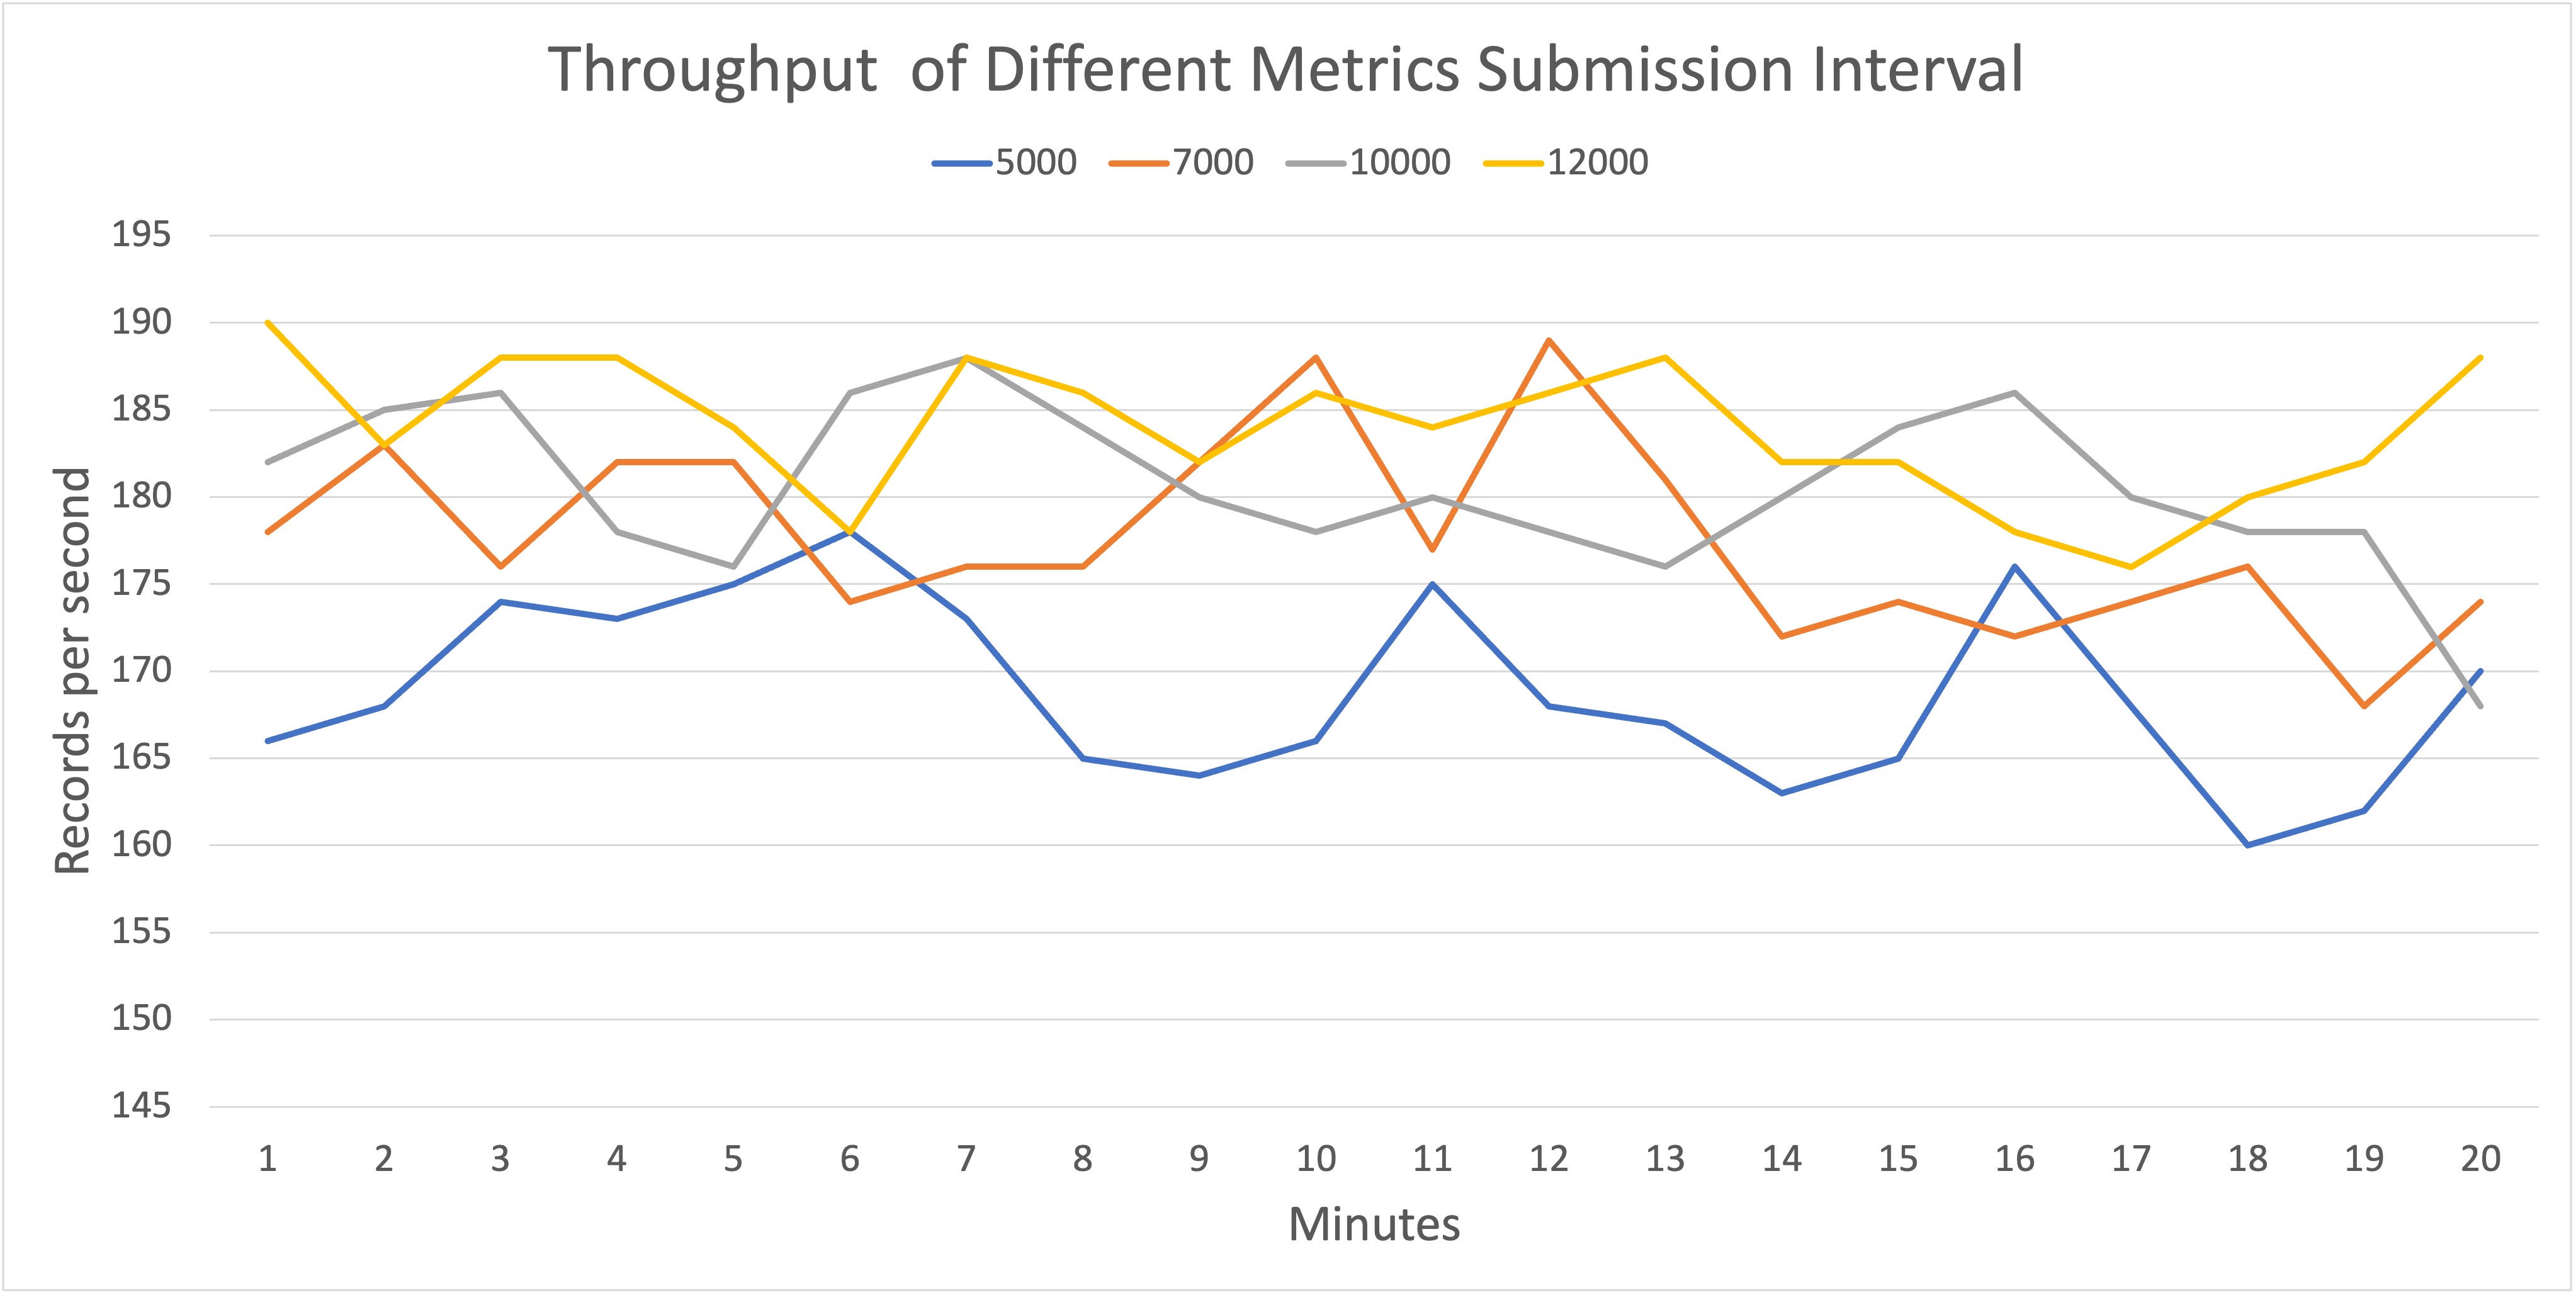 Throughput  of Different Metrics Submission Interval
5000 7000 10000 12000
195
190
185
180
175
170
165
160
155
150
145
Records per second
1 2 3 4 5 6 7 8 9 10 11 12 13 14 15 16 17 18 19 20
Minutes